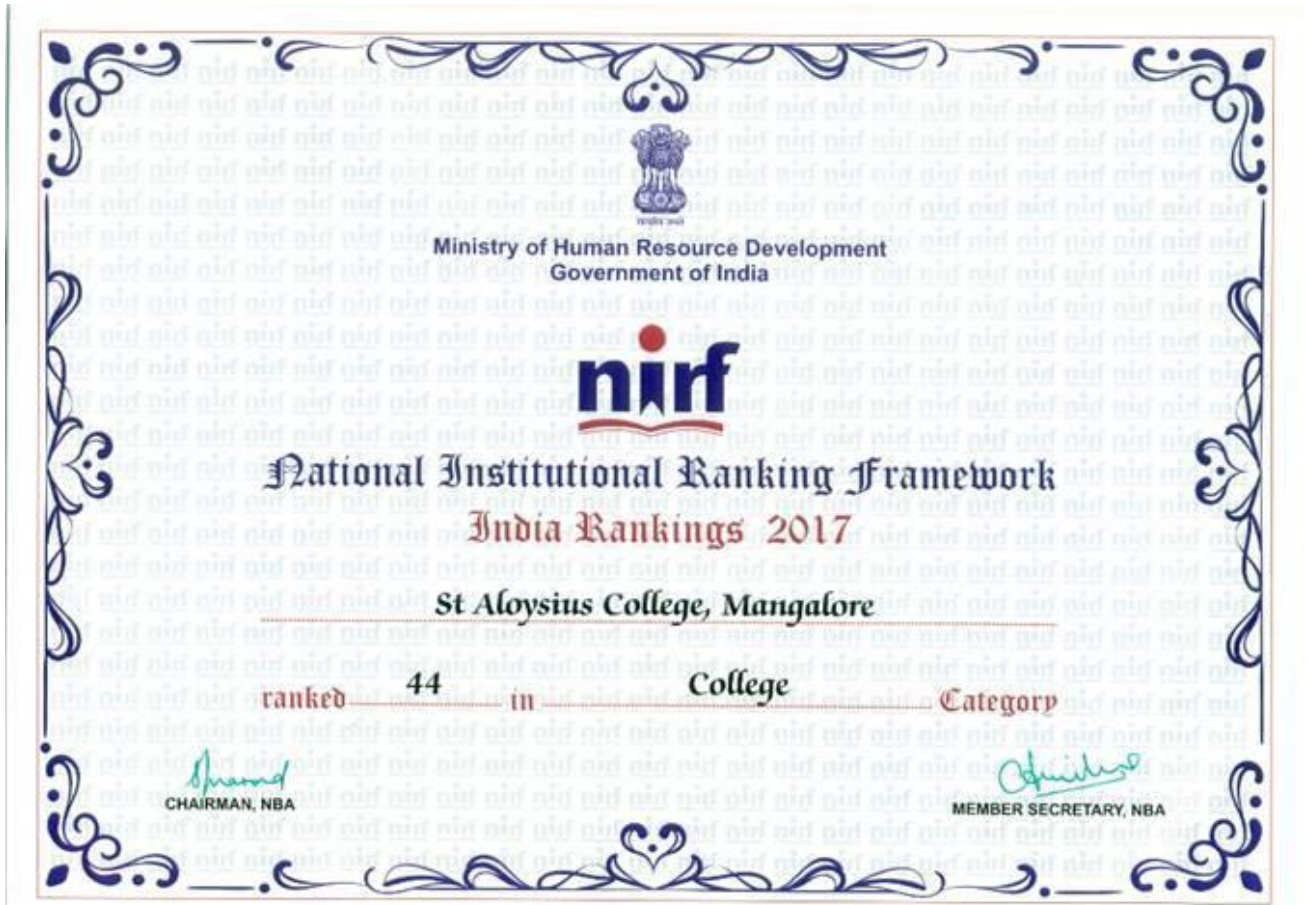 Ministry of Human Resource Development
Government of India
nirf
National Institutional Ranking Framework
India Rankings 2017
St Aloysius College, Mangalore
ranked 44 in College Category
CHAIRMAN, NBA
MEMBER SECRETARY, NBA